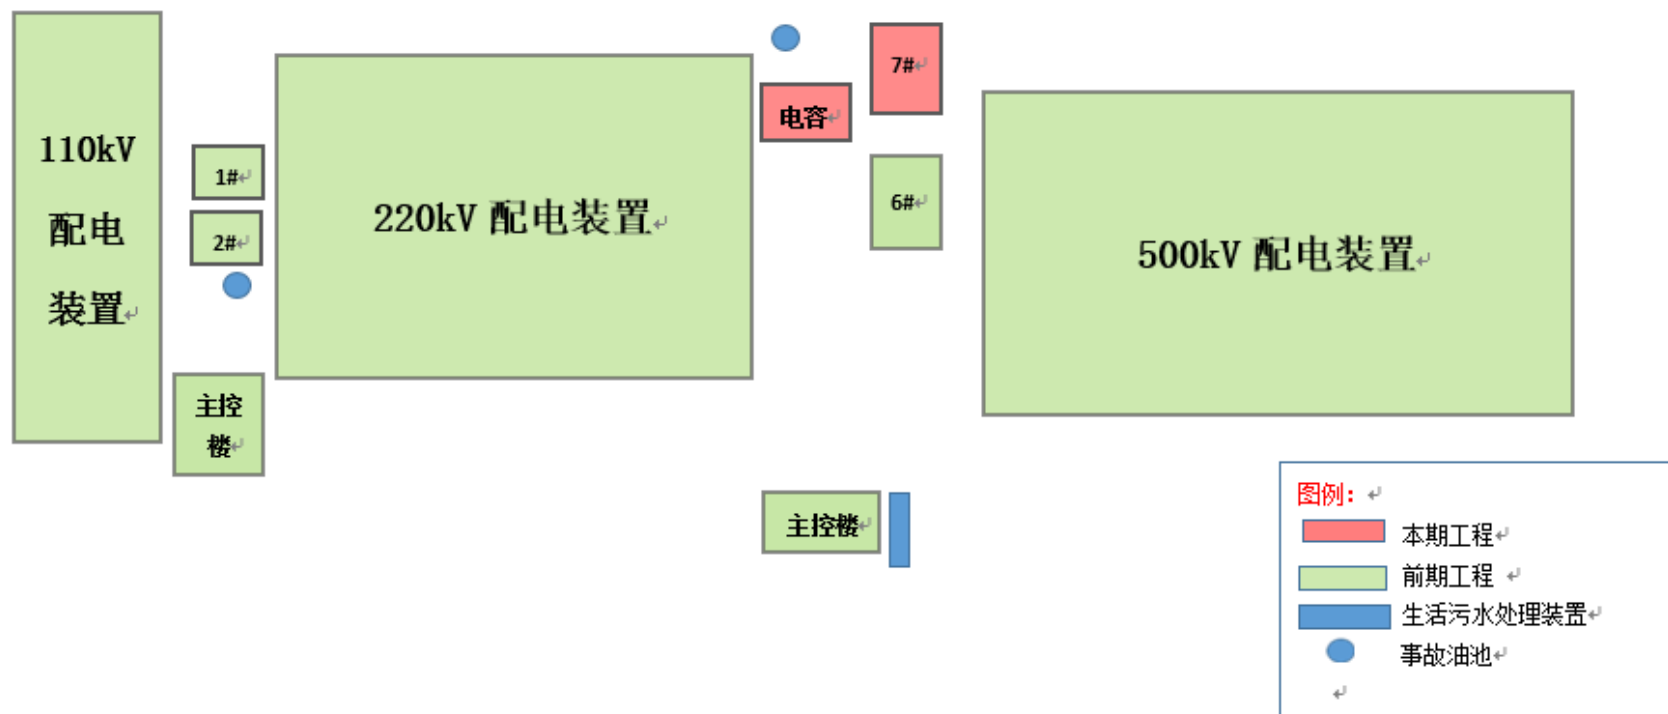 110kV
配电
装置
1#
2#
主控
楼
220kV 配电装置
电容
7#
6#
500kV 配电装置
主控楼
图例：
本期工程
前期工程
生活污水处理装置
事故油池